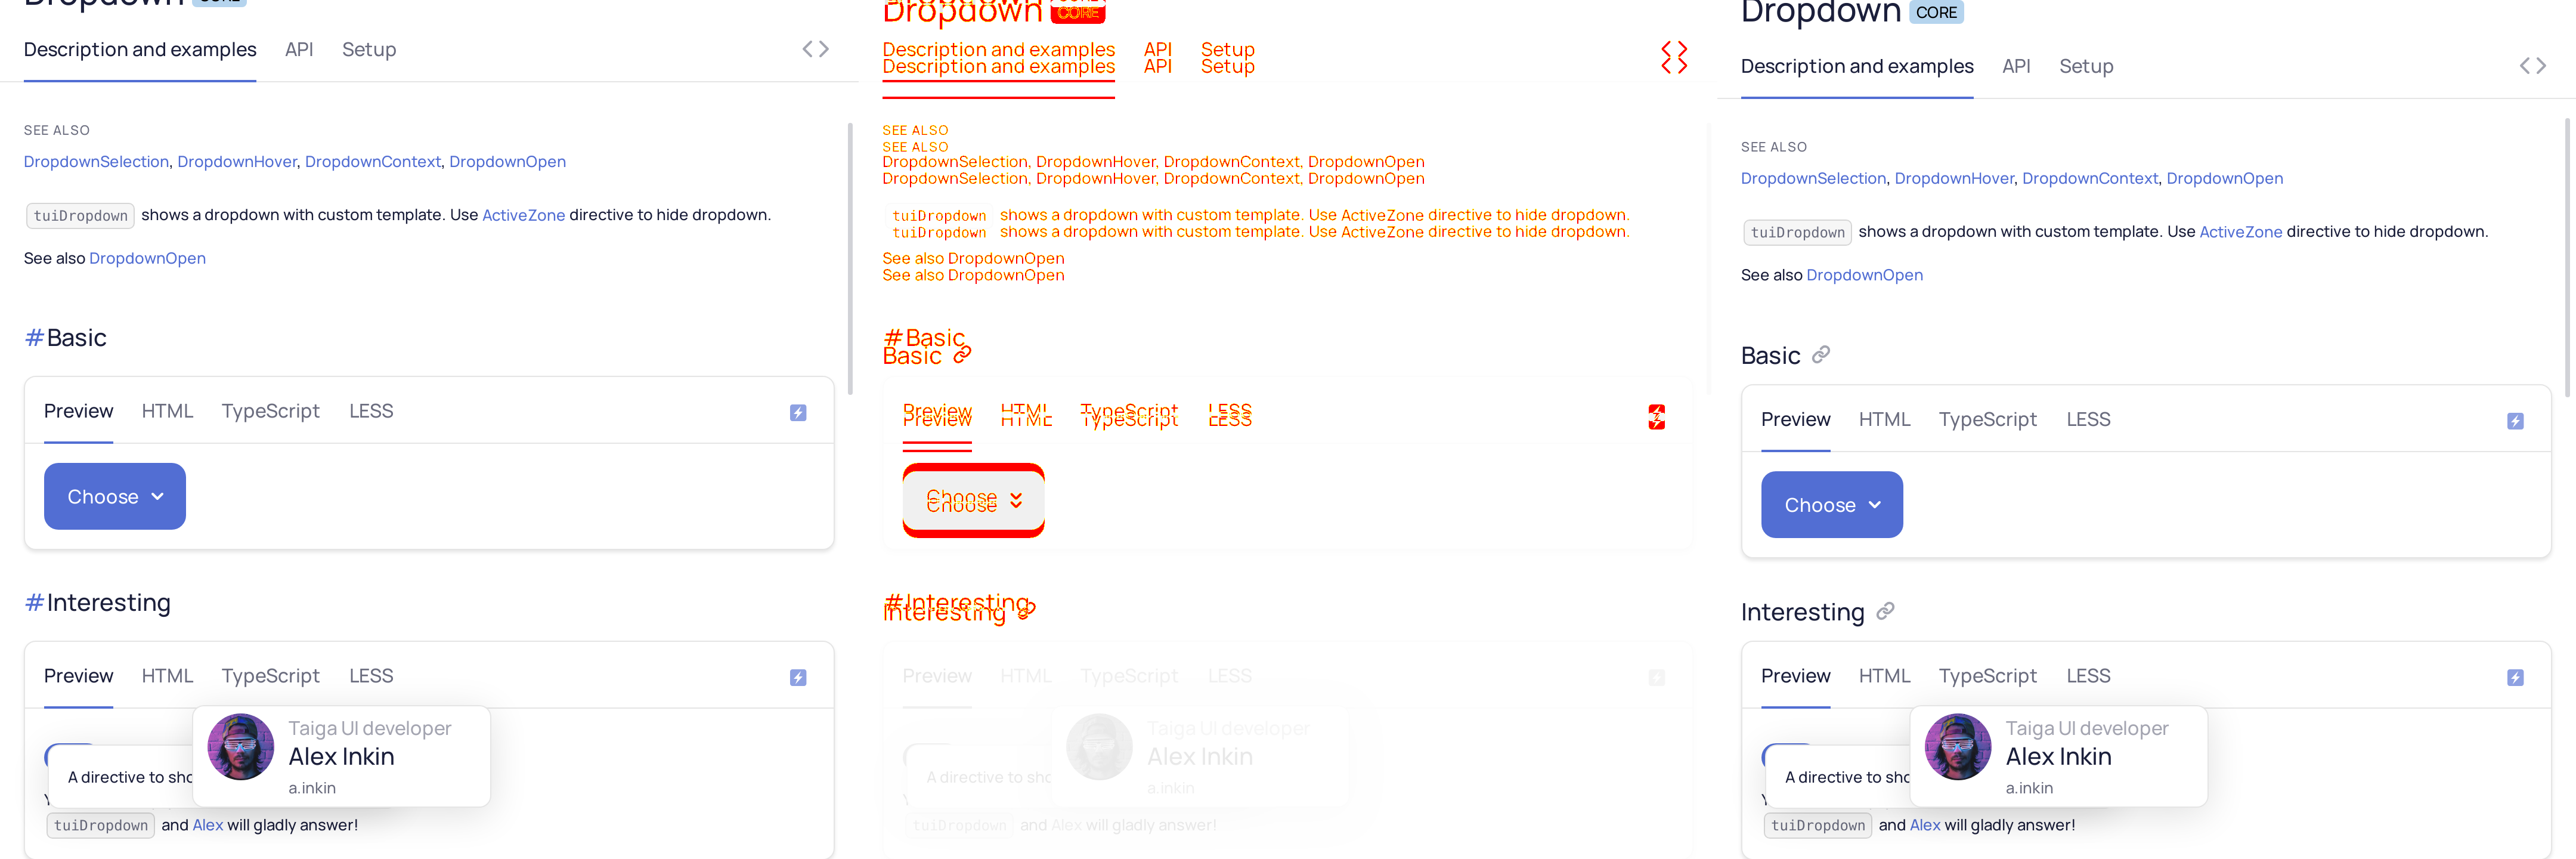 Dropdown CORE
Description and examples API Setup
SEE ALSO
DropdownSelection, DropdownHover, DropdownContext, DropdownOpen
tuiDropdown shows a dropdown with custom template. Use ActiveZone directive to hide dropdown.
See also DropdownOpen
#Basic
Preview HTML TypeScript LESS
Choose
#Interesting
Preview HTML TypeScript LESS
Taiga UI developer
Alex Inkin
A directive to sho
a.inkin
tuiDropdown and Alex will gladly answer!
Dropdown CORE
Description and examples API Setup
Description and examples API Setup
SEE ALSO
SEE ALSO
DropdownSelection, DropdownHover, DropdownContext, DropdownOpen
DropdownSelection, DropdownHover, DropdownContext, DropdownOpen
tuiDropdown shows a dropdown with custom template. Use ActiveZone directive to hide dropdown.
tuiDropdown shows a dropdown with custom template. Use ActiveZone directive to hide dropdown.
See also DropdownOpen
See also DropdownOpen
#Basic
Basic
Preview HTML TypeScript LESS
Preview HTML TypeScript LESS
Choose
Choose
#Interesting
Interesting
Preview HTML TypeScript LESS
Taiga UI developer
Alex Inkin
A directive to sho
a.inkin
tuiDropdown and Alex will gladly answer!
Dropdown CORE
Description and examples API Setup
SEE ALSO
DropdownSelection, DropdownHover, DropdownContext, DropdownOpen
tuiDropdown shows a dropdown with custom template. Use ActiveZone directive to hide dropdown.
See also DropdownOpen
Basic
Preview HTML TypeScript LESS
Choose
Interesting
Preview HTML TypeScript LESS
Taiga UI developer
Alex Inkin
A directive to sho
a.inkin
tuiDropdown and Alex will gladly answer!